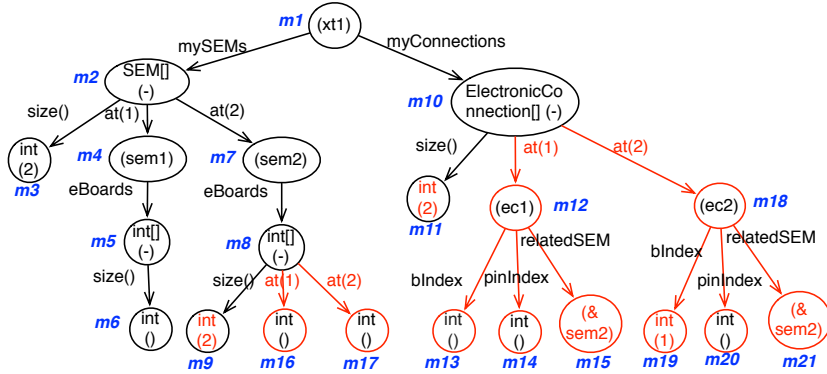 m1
(xt1)
mySEMs
myConnections
m2
SEM[]
(-)
m10
ElectronicCo
nnection[] (-)
size()
at(1)
at(2)
size()
at(1)
at(2)
int
(2)
m3
m4
(sem1)
m7
(sem2)
int
(2)
m11
(ec1)
m12
(ec2)
m18
eBoards
eBoards
m5
int[]
(-)
m8
int[]
(-)
bIndex
pinIndex
relatedSEM
bIndex
pinIndex
relatedSEM
size()
size()
at(1)
at(2)
m6
int
()
int
(2)
m9
int
()
m16
int
()
m17
int
()
m13
int
()
m14
(&
sem2)
m15
int
(1)
m19
int
()
m20
(&
sem2)
m21